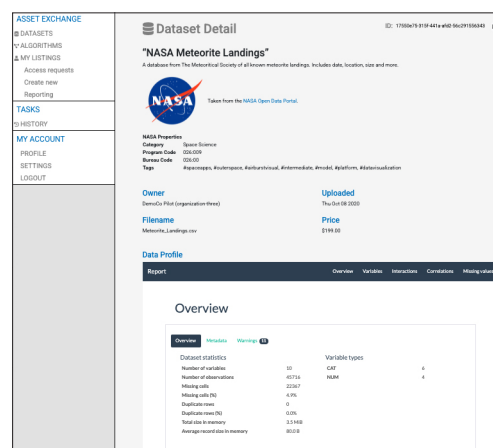 ASSET EXCHANGE
DATASETS
ALGORITHMS
MY LISTINGS
Access requests
Create new
Reporting
TASKS
HISTORY
MY ACCOUNT
PROFILE
SETTINGS
LOGOUT
Dataset Detail
ID: 17550e75-315f-441a-afd2-56c291556343
"NASA Meteorite Landings"
A database from The Meteoritical Society of all known meteorite landings. Includes date, location, size and more.
NASA
Taken from the NASA Open Data Portal.
NASA Properties
Category Space Science
Program Code 026:009
Bureau Code 026:00
Tags #spaceapps, #outerspace, #airburstvisual, #intermediate, #model, #platform, #datavisualization
Owner Uploaded
DemoCo Pilot (organization-three) Thu Oct 08 2020
Filename Price
Meteorite_Landings.csv $199.00
Data Profile
Report Overview Variables Interactions Correlations Missing values
Overview
Overview Metadata Warnings
Dataset statistics Variable types
Number of variables 10 CAT 6
Number of observations 45716 NUM 4
Missing cells 22367
Missing cells (%) 4.9%
Duplicate rows 0
Duplicate rows (%) 0.0%
Total size in memory 3.5 MiB
Average record size in memory 80.0 B